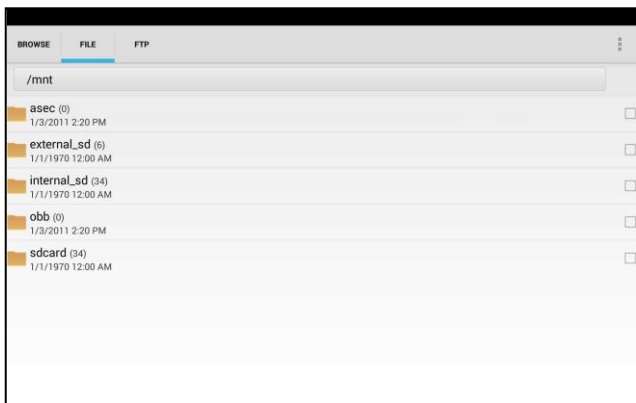 BROWSE FILE FTP
/mnt
asec (0)
1/3/2011 2:20 PM
external_sd (6)
1/1/1970 12:00 AM
internal_sd (34)
1/1/1970 12:00 AM
obb (0)
1/3/2011 2:20 PM
sdcard (34)
1/1/1970 12:00 AM